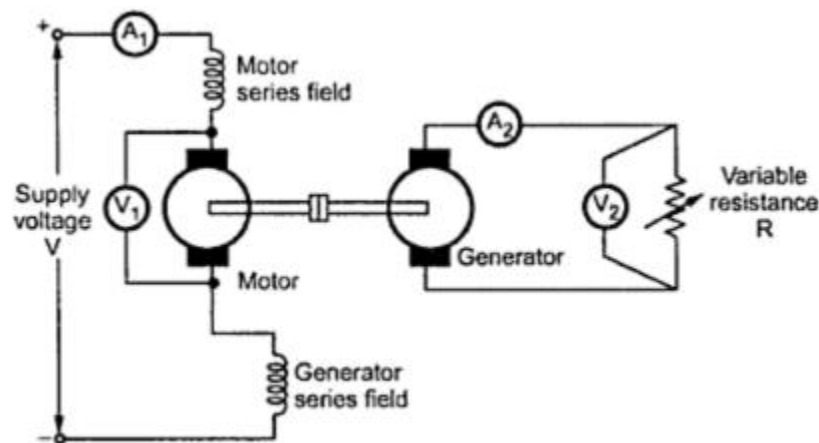 +
A1
Motor
series field
A2
Supply
voltage
V
V1
V2
Variable
resistance
R
Generator
Motor
Generator
series field
−